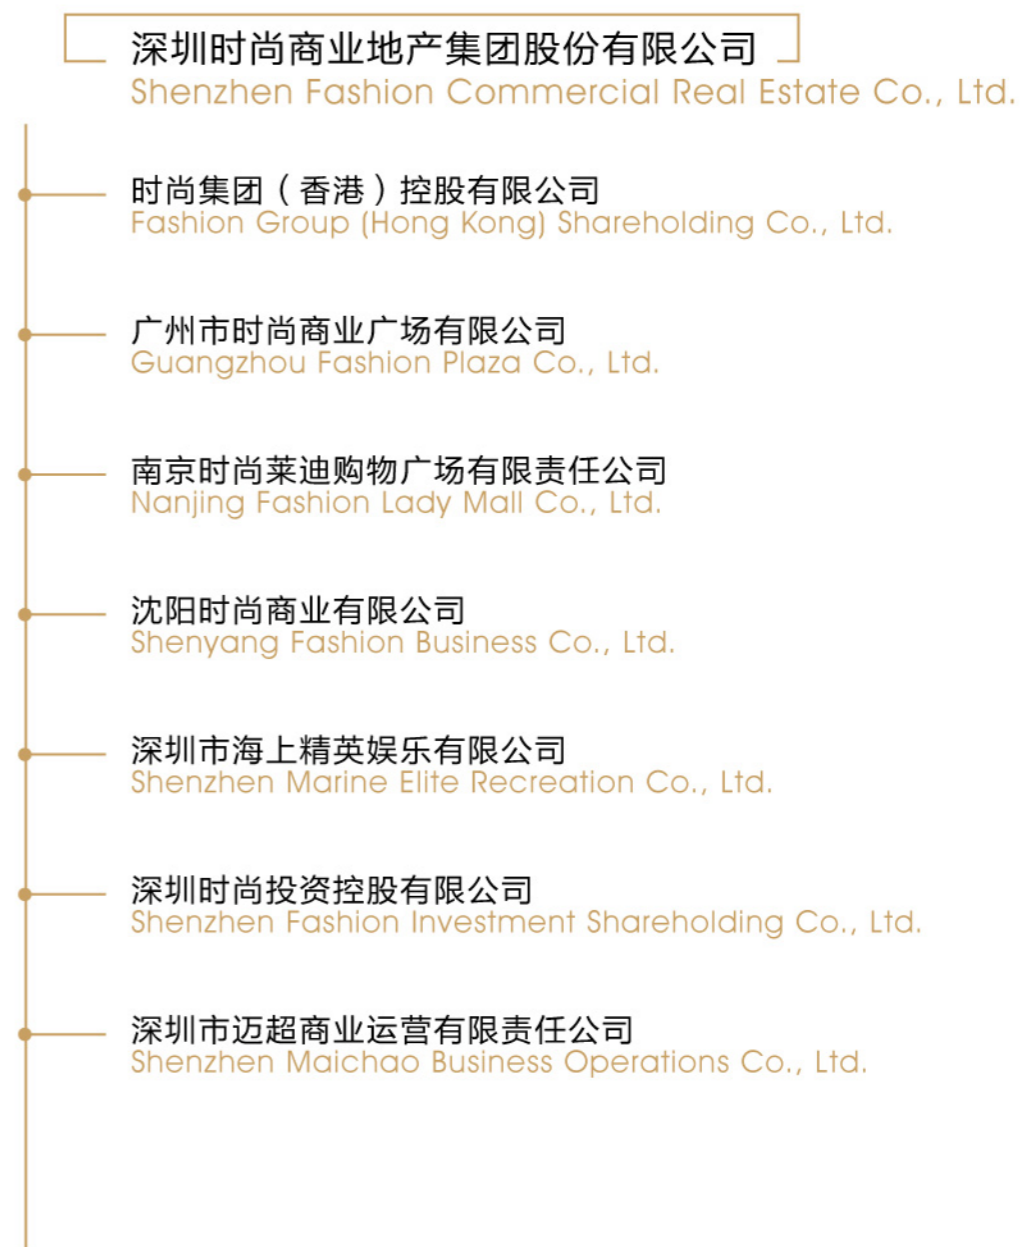 深圳时尚商业地产集团股份有限公司
Shenzhen Fashion Commercial Real Estate Co., Ltd.
时尚集团（香港）控股有限公司
Fashion Group (Hong Kong) Shareholding Co., Ltd.
广州市时尚商业广场有限公司
Guangzhou Fashion Plaza Co., Ltd.
南京时尚莱迪购物广场有限责任公司
Nanjing Fashion Lady Mall Co., Ltd.
沈阳时尚商业有限公司
Shenyang Fashion Business Co., Ltd.
深圳市海上精英娱乐有限公司
Shenzhen Marine Elite Recreation Co., Ltd.
深圳时尚投资控股有限公司
Shenzhen Fashion Investment Shareholding Co., Ltd.
深圳市迈超商业运营有限责任公司
Shenzhen Maichao Business Operations Co., Ltd.